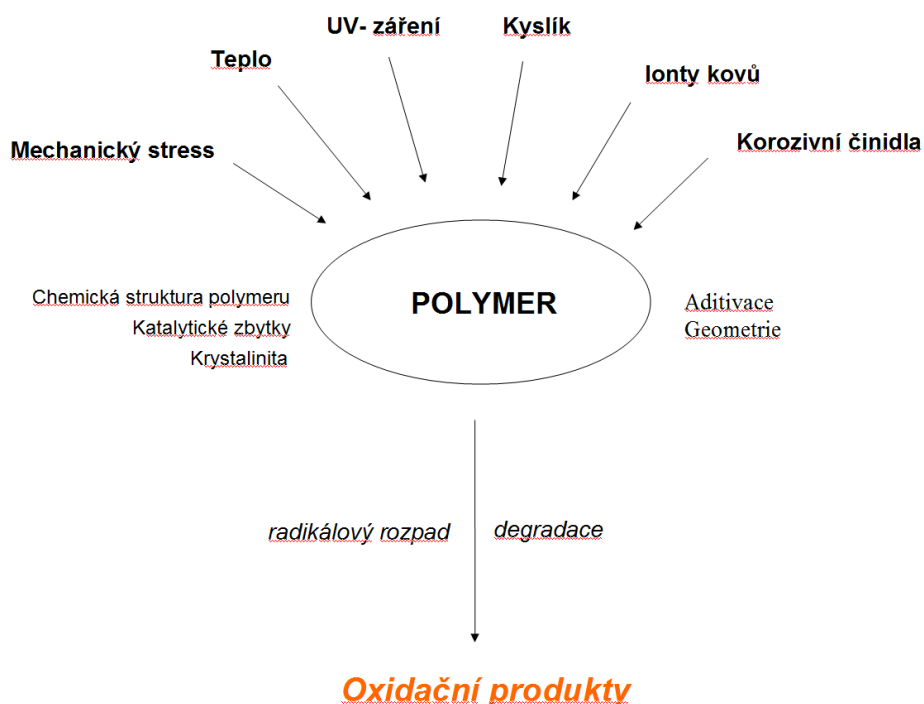 UV- záření
Kyslík
Teplo
Ionty kovů
Mechanický stress
Korozivní činidla
Chemická struktura polymeru
Katalytické zbytky
Krystalinita
POLYMER
Aditivace
Geometrie
radikálový rozpad
degradace
Oxidační produkty